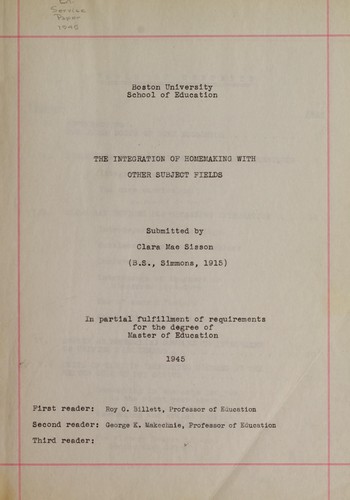 Ed.
Service
Paper
1945
Boston University
School of Education
THE INTEGRATION OF HOMEMAKING WITH
OTHER SUBJECT FIELDS
Submitted by
Clara Mae Sisson
(B.S., Simmons, 1915)
In partial fulfillment of requirements
for the degree of
Master of Education
1945
First reader: Roy O. Billett, Professor of Education
Second reader: George K. Makechnie, Professor of Education
Third reader: